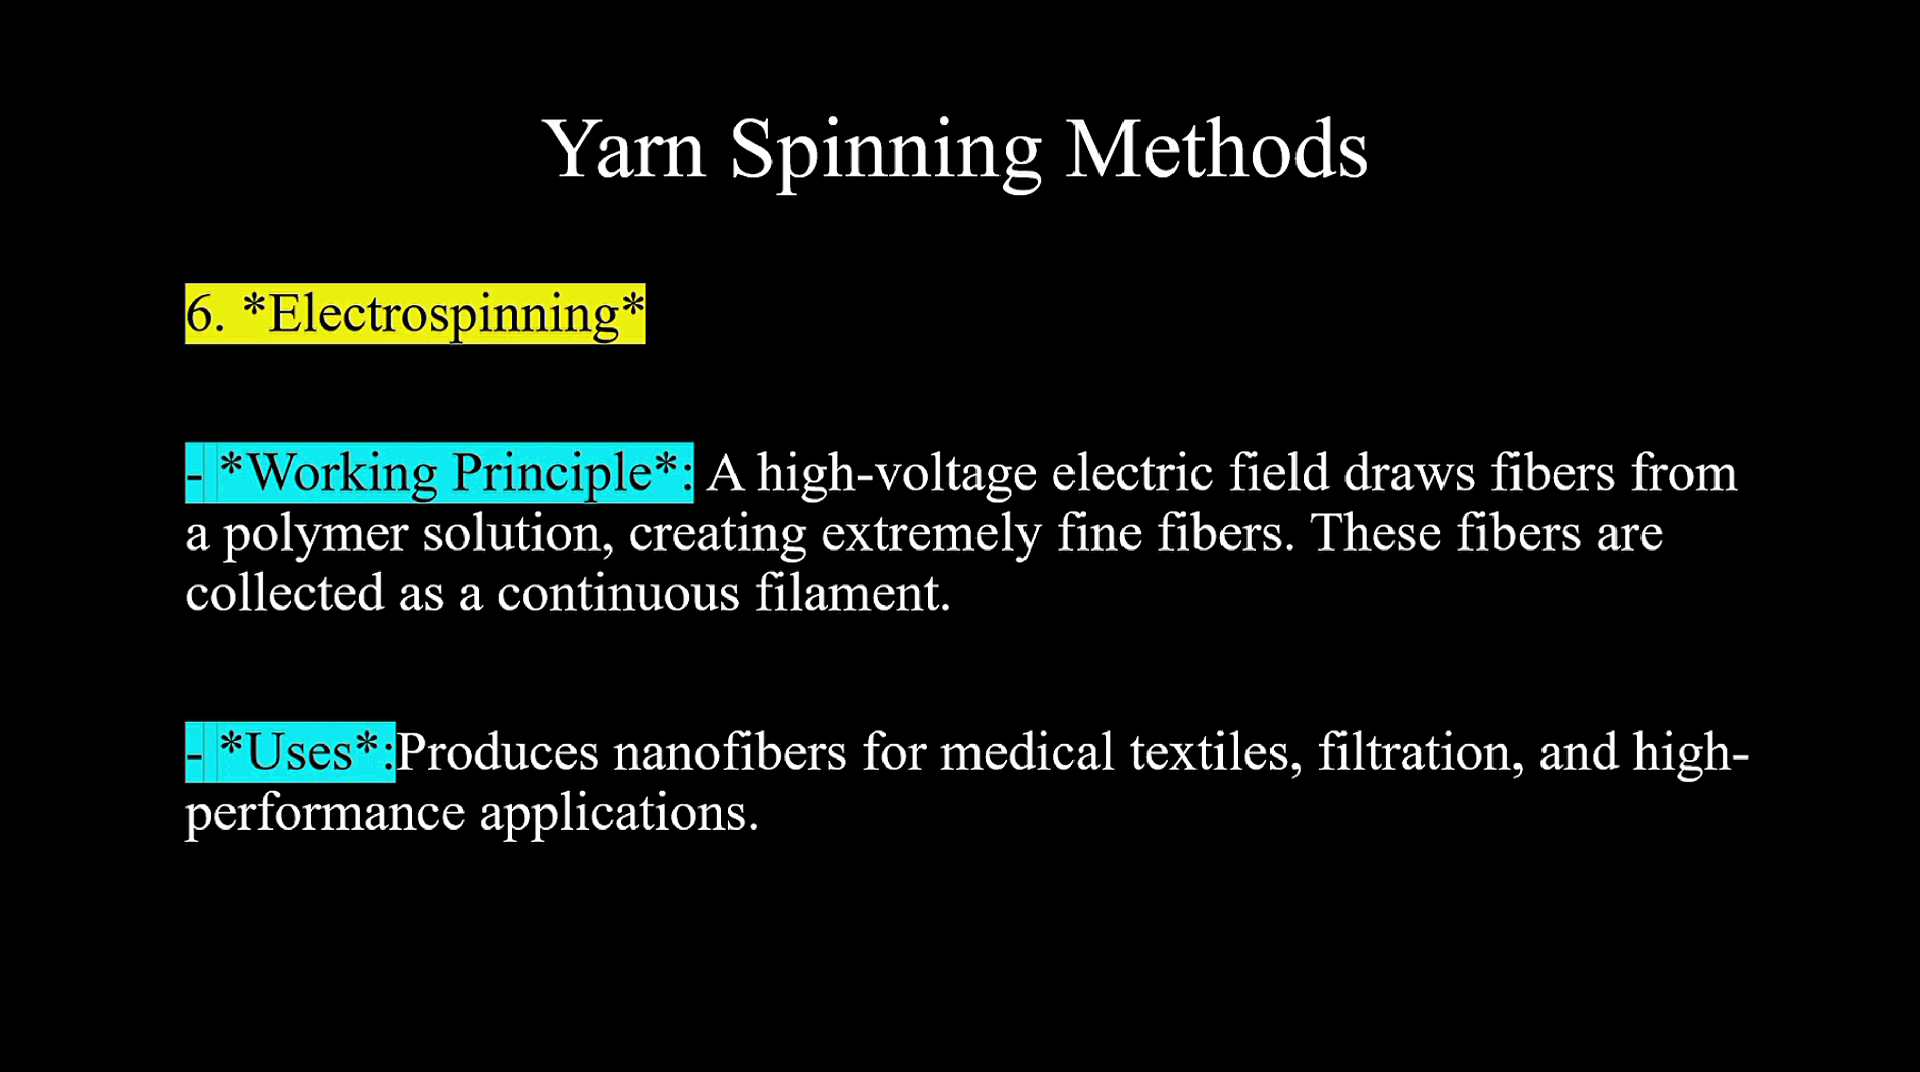 Yarn Spinning Methods
6. *Electrospinning*
- *Working Principle*: A high-voltage electric field draws fibers from
a polymer solution, creating extremely fine fibers. These fibers are
collected as a continuous filament.
- *Uses*:Produces nanofibers for medical textiles, filtration, and high-
performance applications.